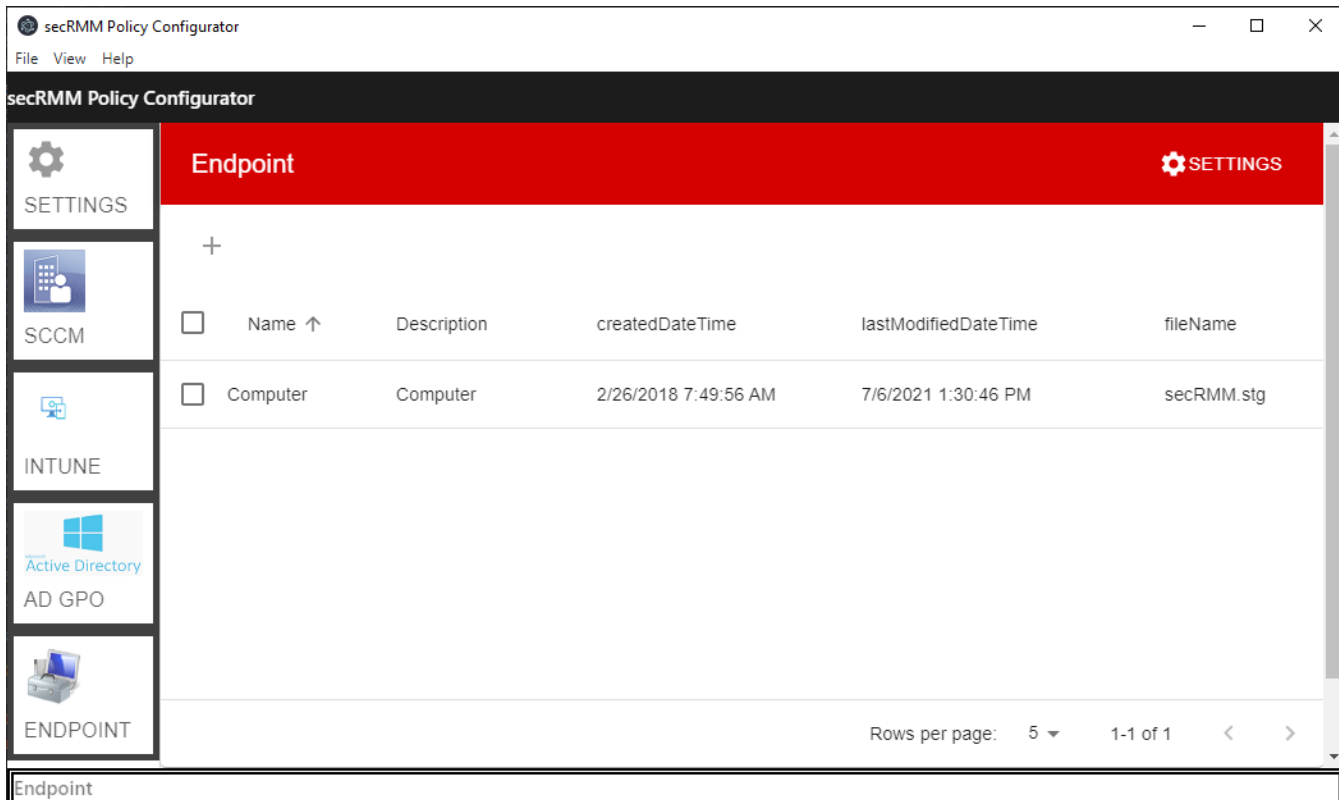 secRMM Policy Configurator
File View Help
secRMM Policy Configurator
SETTINGS
SCCM
INTUNE
Active Directory
AD GPO
ENDPOINT
Endpoint
SETTINGS
+
Name ↑ Description createdDateTime lastModifiedDateTime fileName
Computer Computer 2/26/2018 7:49:56 AM 7/6/2021 1:30:46 PM secRMM.stg
Rows per page: 5 1-1 of 1 < >
Endpoint